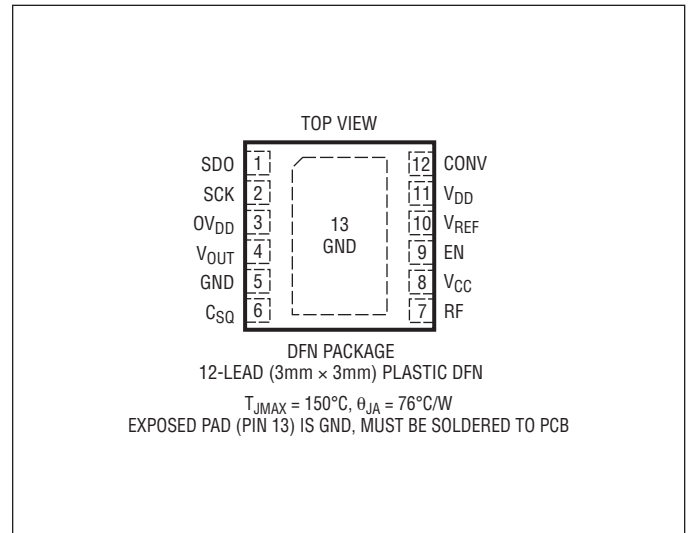 TOP VIEW
SDO 1
SCK 2
OVDD 3
VOUT 4
GND 5
CSQ 6
13
GND
12 CONV
11 VDD
10 VREF
9 EN
8 VCC
7 RF
DFN PACKAGE
12-LEAD (3mm × 3mm) PLASTIC DFN
TJMAX = 150°C, θJA = 76°C/W
EXPOSED PAD (PIN 13) IS GND, MUST BE SOLDERED TO PCB